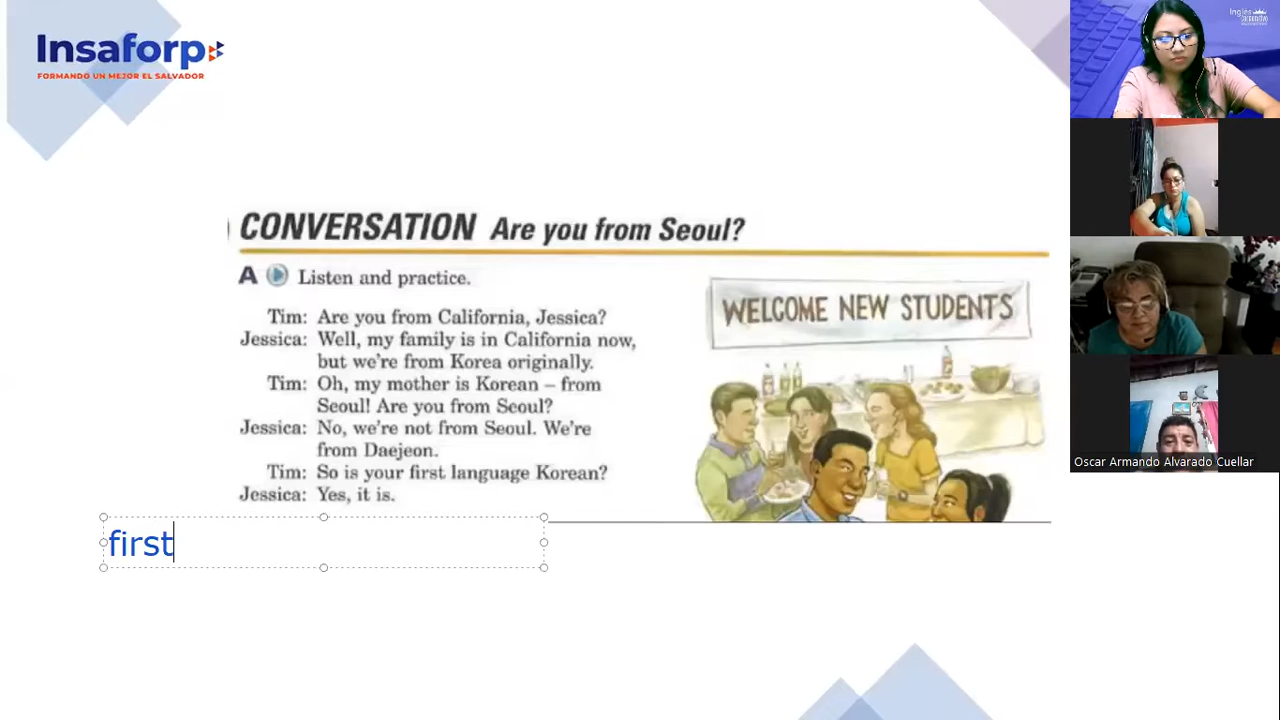 Insaforp
FORMANDO UN MEJOR EL SALVADOR
CONVERSATION Are you from Seoul?
A Listen and practice.
Tim: Are you from California, Jessica?
Jessica: Well, my family is in California now,
but we're from Korea originally.
Tim: Oh, my mother is Korean – from
Seoul! Are you from Seoul?
Jessica: No, we're not from Seoul. We're
from Daejeon.
Tim: So is your first language Korean?
Jessica: Yes, it is.
WELCOME NEW STUDENTS
first
Inglés
Oscar Armando Alvarado Cuellar